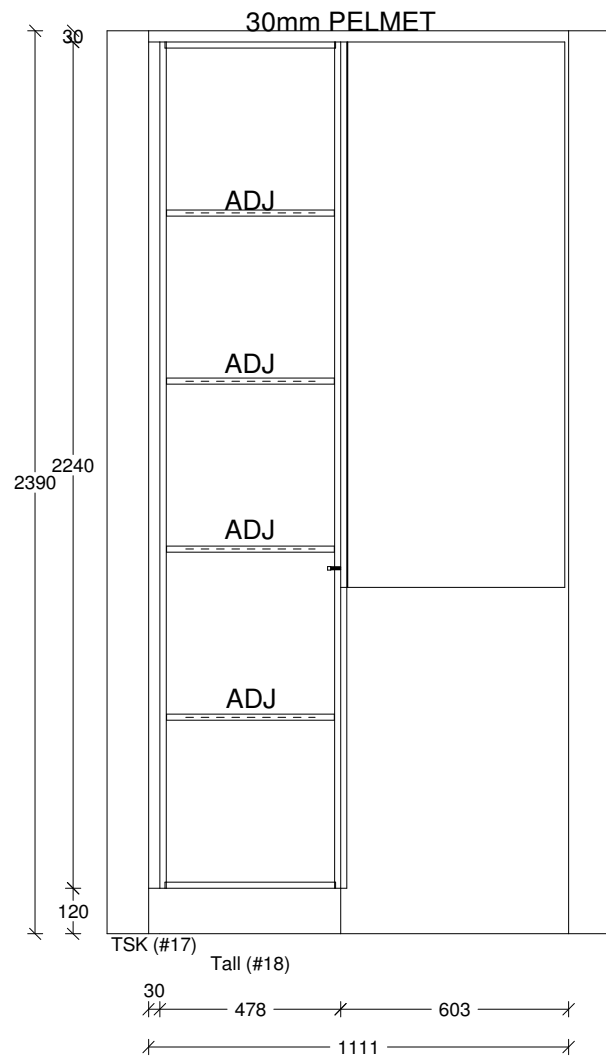 30mm PELMET
30
ADJ
ADJ
2240
2390
ADJ
ADJ
120
TSK (#17)
Tall (#18)
30
478
603
1111